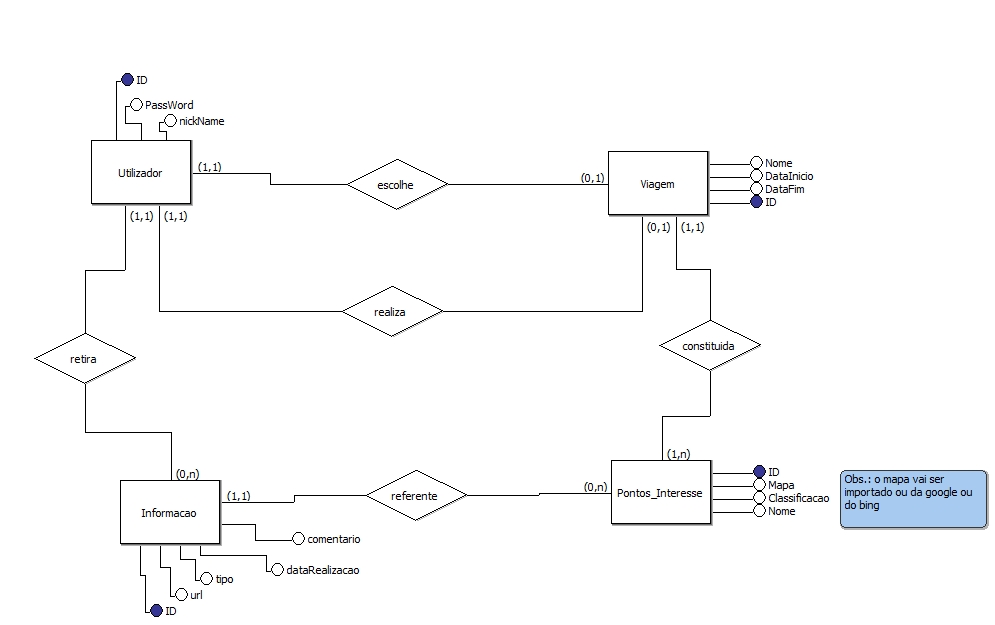 ID
PassWord
nickName
Utilizador
(1,1)
escolhe
(0,1)
Viagem
Nome
DataInicio
DataFim
ID
(1,1)
(1,1)
(0,1)
(1,1)
realiza
retira
constituida
(0,n)
(1,n)
Informacao
(1,1)
referente
(0,n)
Pontos_Interesse
ID
Mapa
Classificacao
Nome
Obs.: o mapa vai ser
importado ou da google ou
do bing
comentario
dataRealizacao
tipo
url
ID